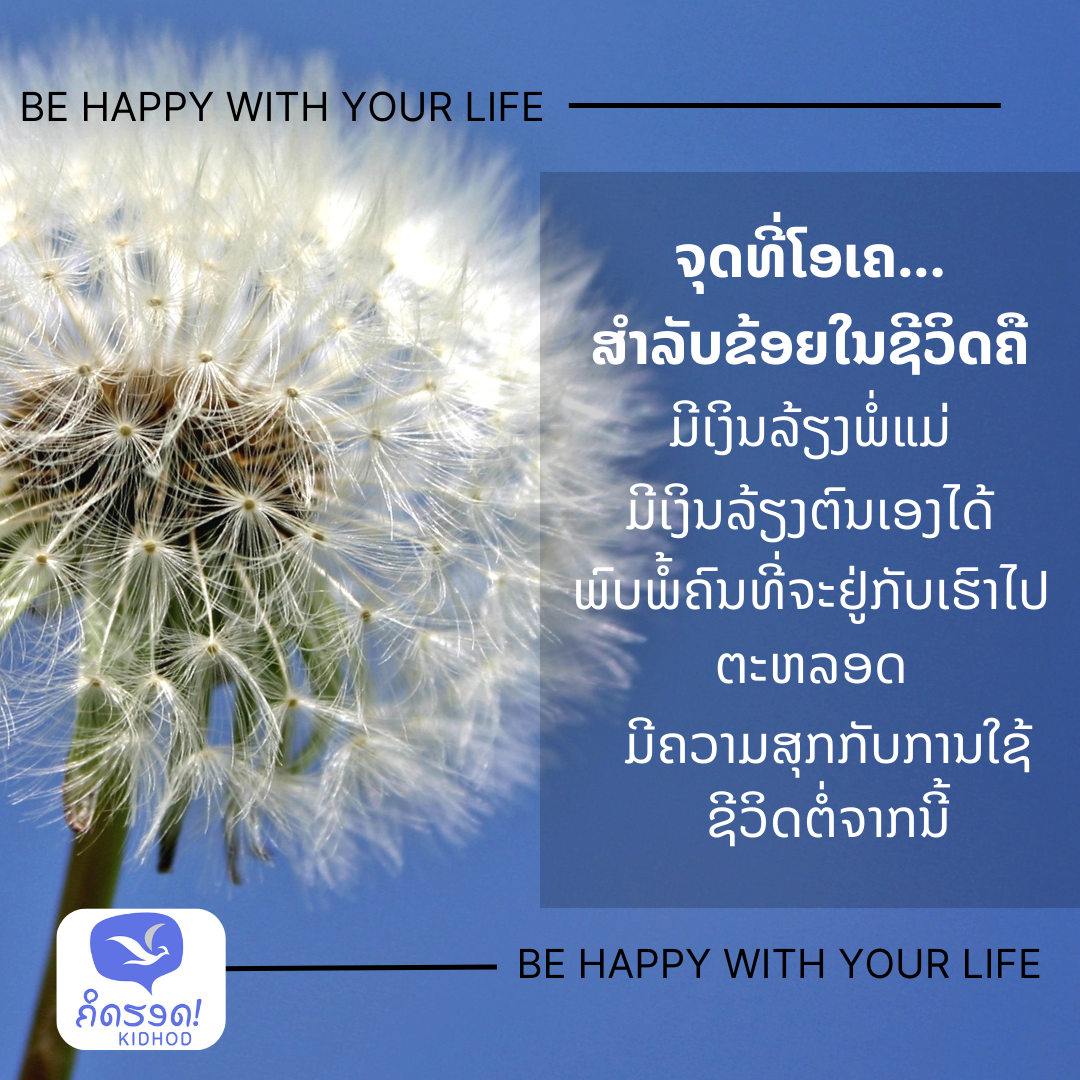 BE HAPPY WITH YOUR LIFE
ຈຸດທີ່ໂອເຄ...
ສຳລັບຂ້ອຍໃນຊີວິດຄື
ມີເງິນລ້ຽງພໍ່ແມ່
ມີເງິນລ້ຽງຕົນເອງໄດ້
ພົບພໍ້ຄົນທີ່ຈະຢູ່ກັບເຮົາໄປ
ຕະຫລອດ
ມີຄວາມສຸກກັບການໃຊ້
ຊີວິດຕໍ່ຈາກນີ້
BE HAPPY WITH YOUR LIFE
ຄິດຮອດ!
KIDHOD